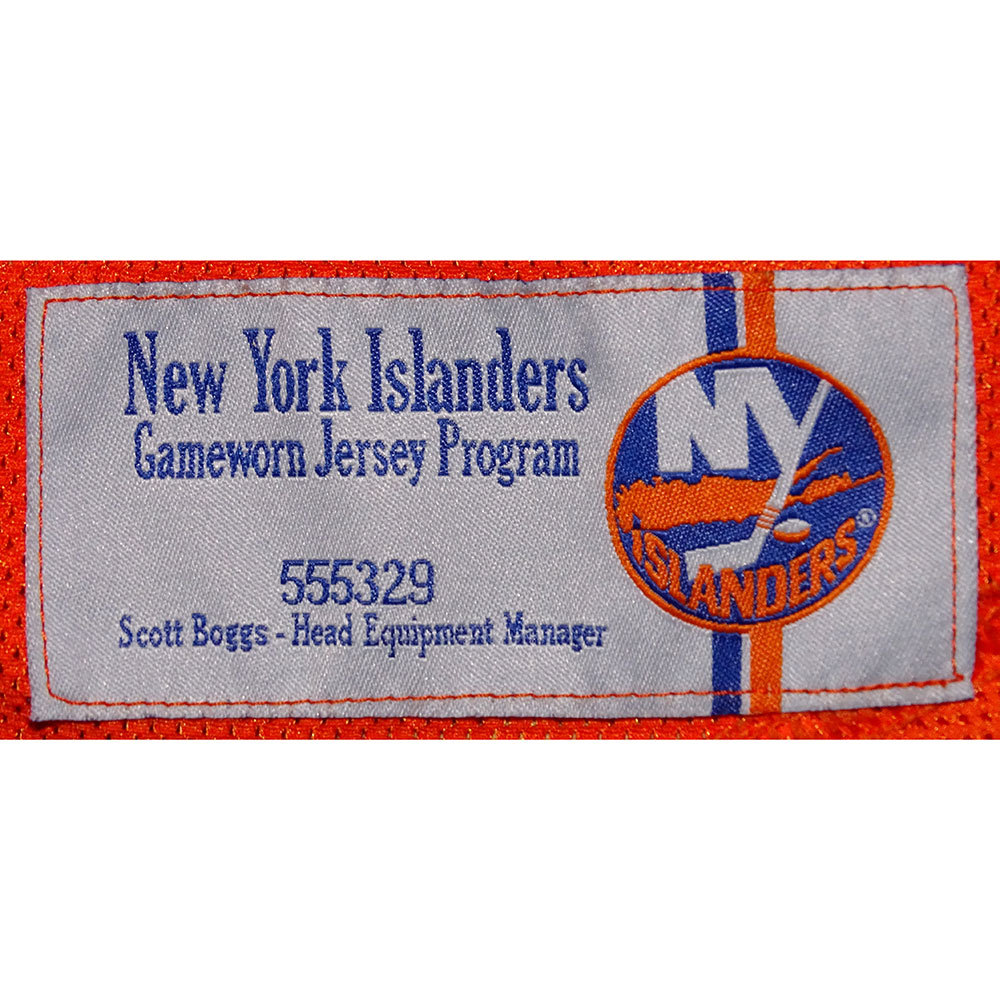 New York Islanders
Gameworn Jersey Program
555329
Scott Boggs - Head Equipment Manager
NY
ISLANDERS®